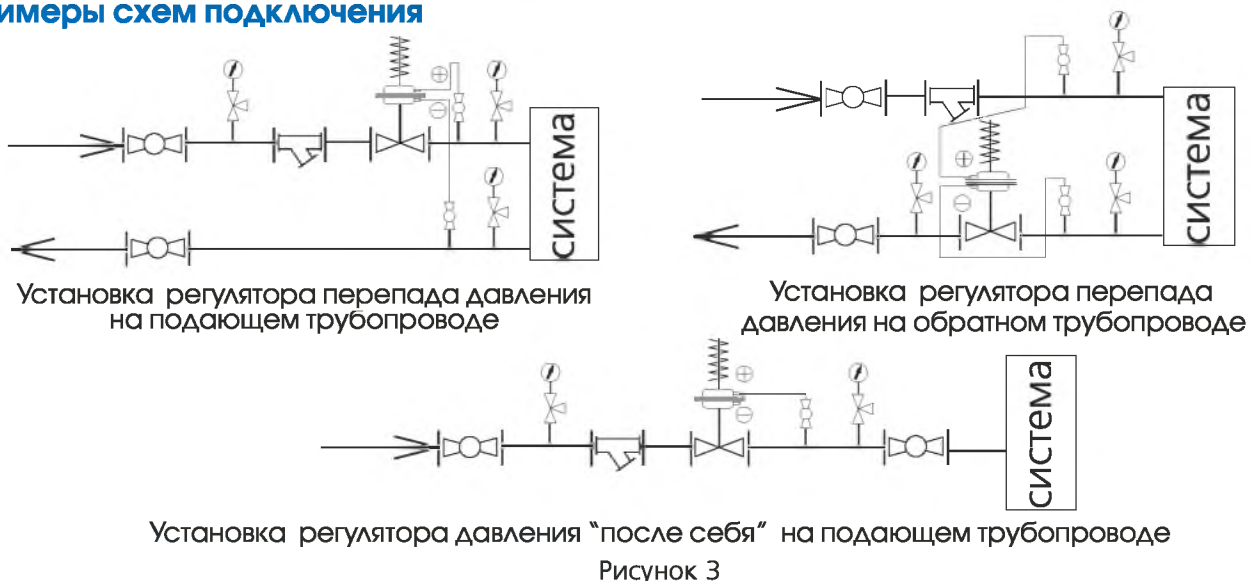 имеры схем подключения
система
Установка регулятора перепада давления
на подающем трубопроводе
система
Установка регулятора перепада
давления на обратном трубопроводе
система
Установка регулятора давления "после себя" на подающем трубопроводе
Рисунок 3